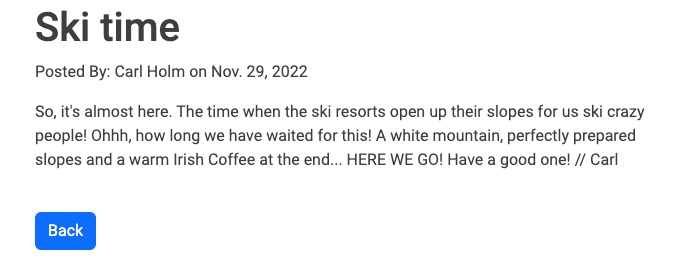 Ski time
Posted By: Carl Holm on Nov. 29, 2022
So, it's almost here. The time when the ski resorts open up their slopes for us ski crazy
people! Ohhh, how long we have waited for this! A white mountain, perfectly prepared
slopes and a warm Irish Coffee at the end... HERE WE GO! Have a good one! // Carl
Back